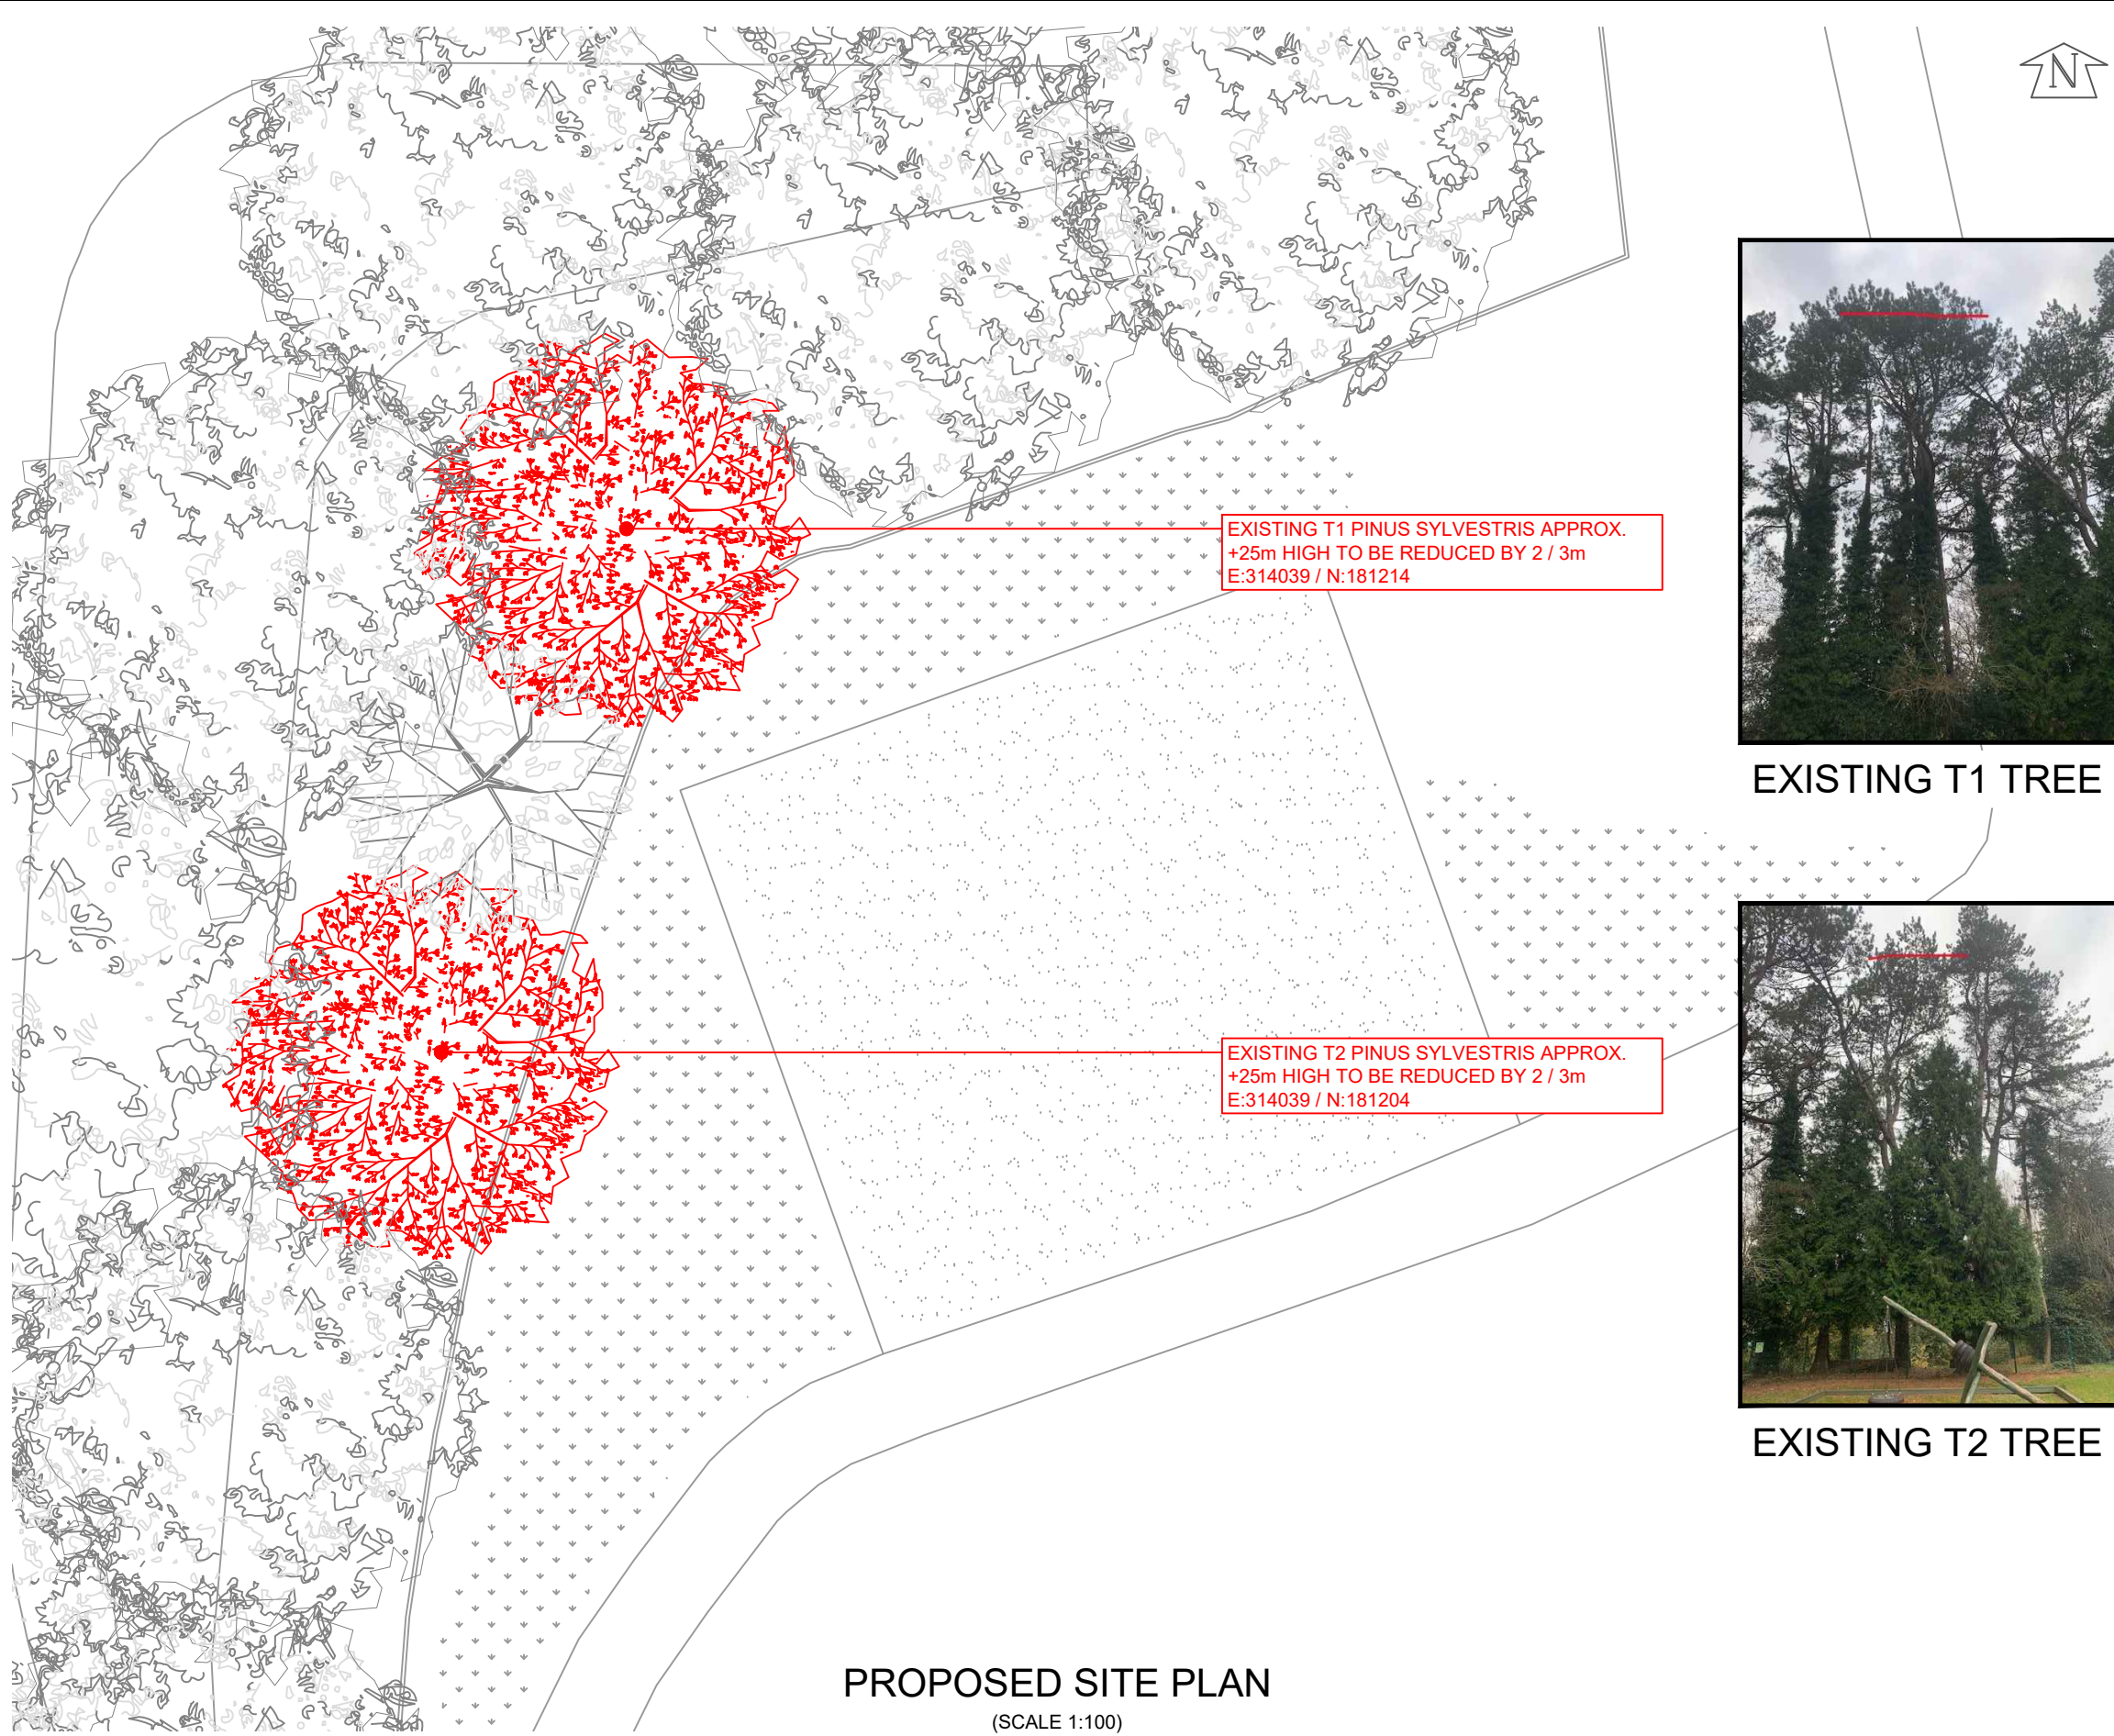 N
EXISTING T1 PINUS SYLVESTRIS APPROX.
+25m HIGH TO BE REDUCED BY 2 / 3m
E:314039 / N:181214
EXISTING T1 TREE
EXISTING T2 PINUS SYLVESTRIS APPROX.
+25m HIGH TO BE REDUCED BY 2 / 3m
E:314039 / N:181204
EXISTING T2 TREE
PROPOSED SITE PLAN
(SCALE 1:100)